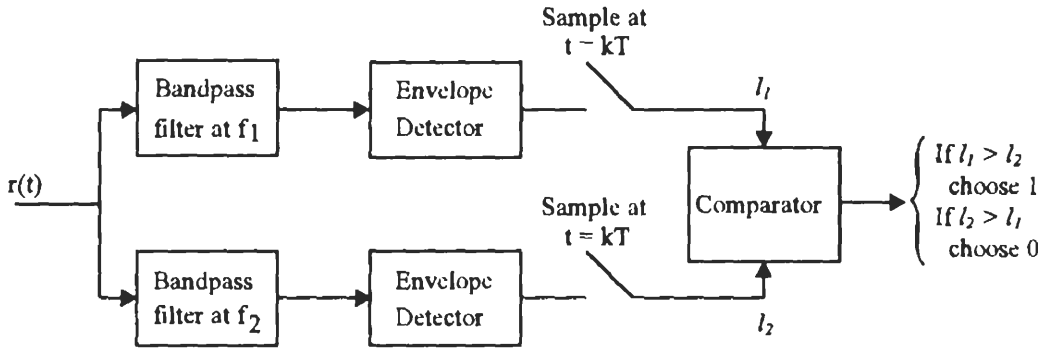 Sample at
t = kT
Bandpass
filter at f1
Envelope
Detector
l1
r(t)
Comparator
If l1 > l2
choose 1
If l2 > l1
choose 0
Sample at
t = kT
Bandpass
filter at f2
Envelope
Detector
l2